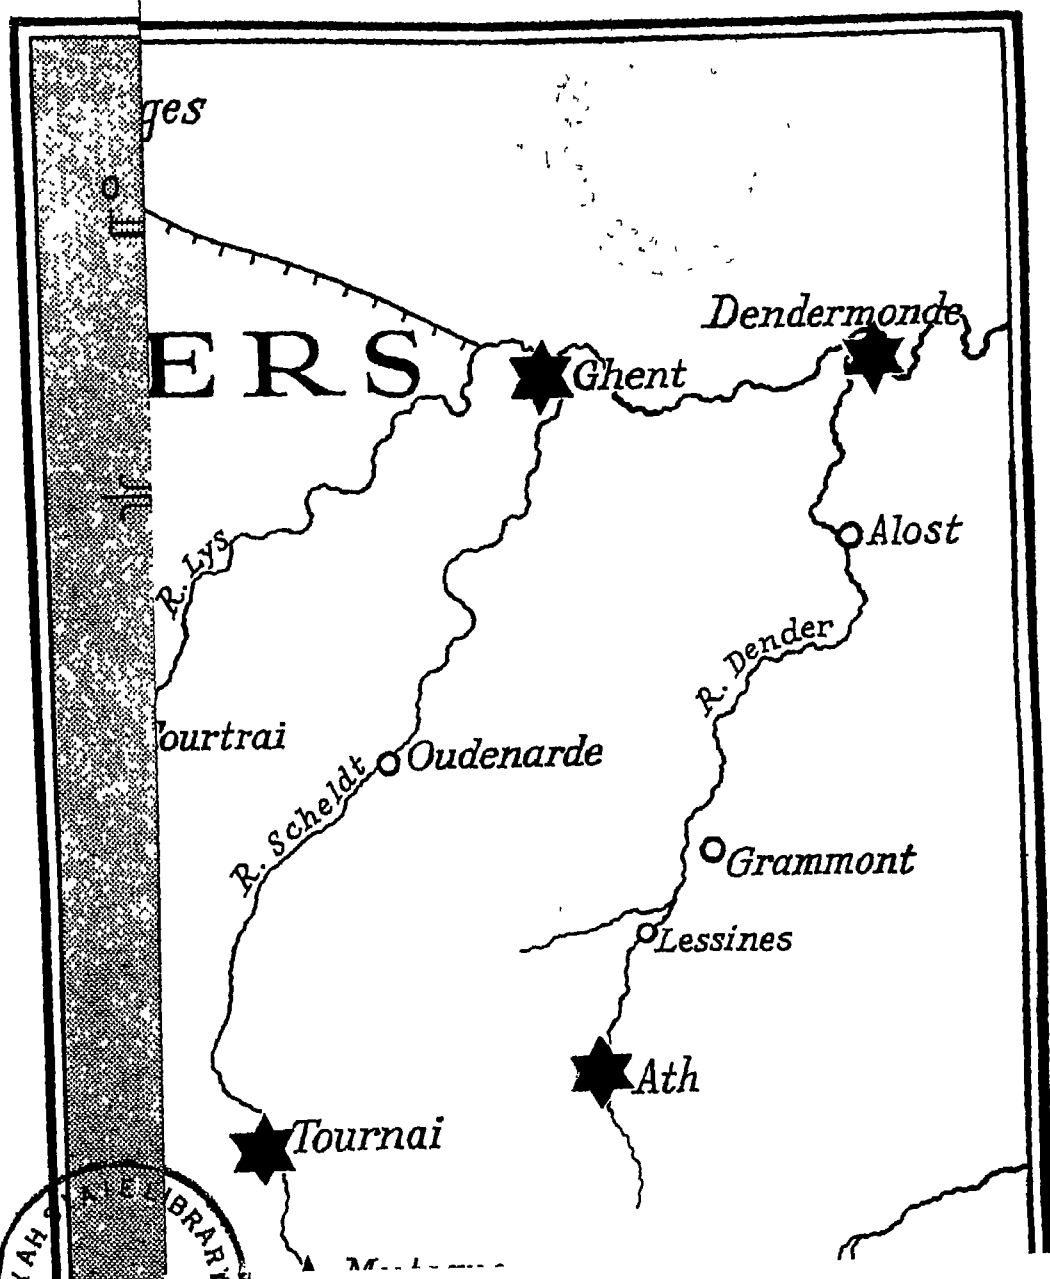 ges
Dendermonde
ERS
Ghent
Alost
R. Lys
R. Dender
ourtrai
Oudenarde
R. Scheldt
Grammont
Lessines
Ath
Tournai